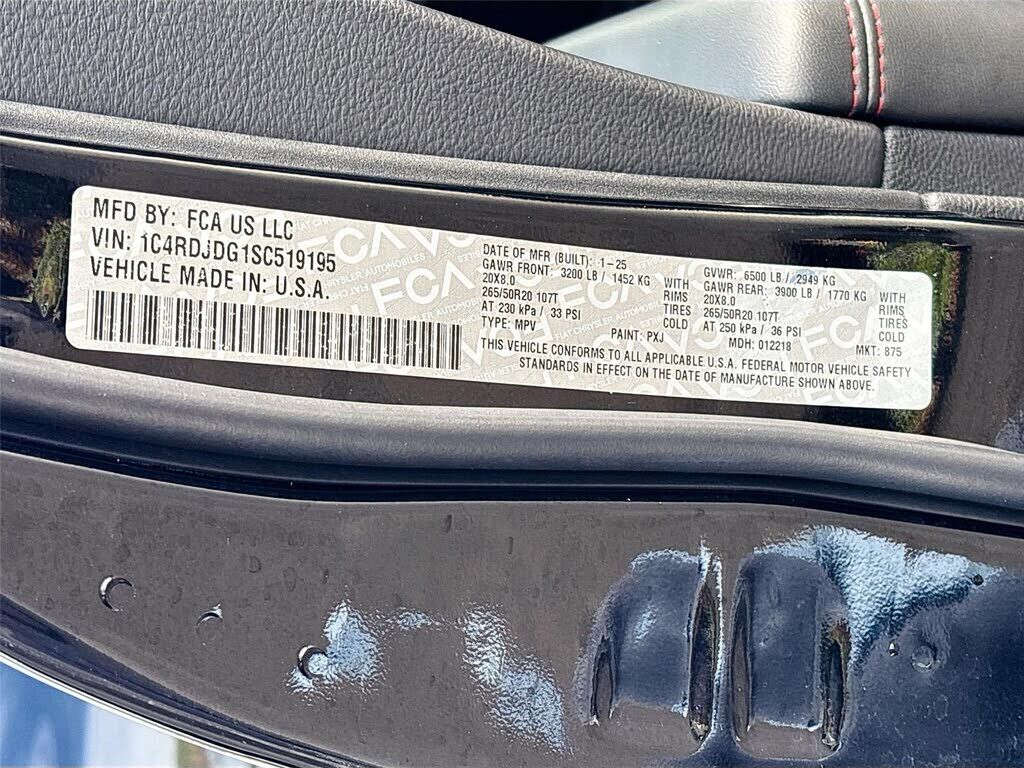 MFD BY: FCA US LLC
VIN: 1C4RDJDG1SC519195
VEHICLE MADE IN: U.S.A.
DATE OF MFR (BUILT): 1-25
GAWR FRONT: 3200 LB / 1452 KG WITH
20X8.0 RIMS
265/50R20 107T TIRES
AT 230 kPa / 33 PSI COLD
TYPE: MPV PAINT: PXJ
GVWR: 6500 LB / 2949 KG
GAWR REAR: 3900 LB / 1770 KG WITH
20X8.0 RIMS
265/50R20 107T TIRES
AT 250 kPa / 36 PSI COLD
MDH: 012218 MKT: 875
THIS VEHICLE CONFORMS TO ALL APPLICABLE U.S.A. FEDERAL MOTOR VEHICLE SAFETY
STANDARDS IN EFFECT ON THE DATE OF MANUFACTURE SHOWN ABOVE.